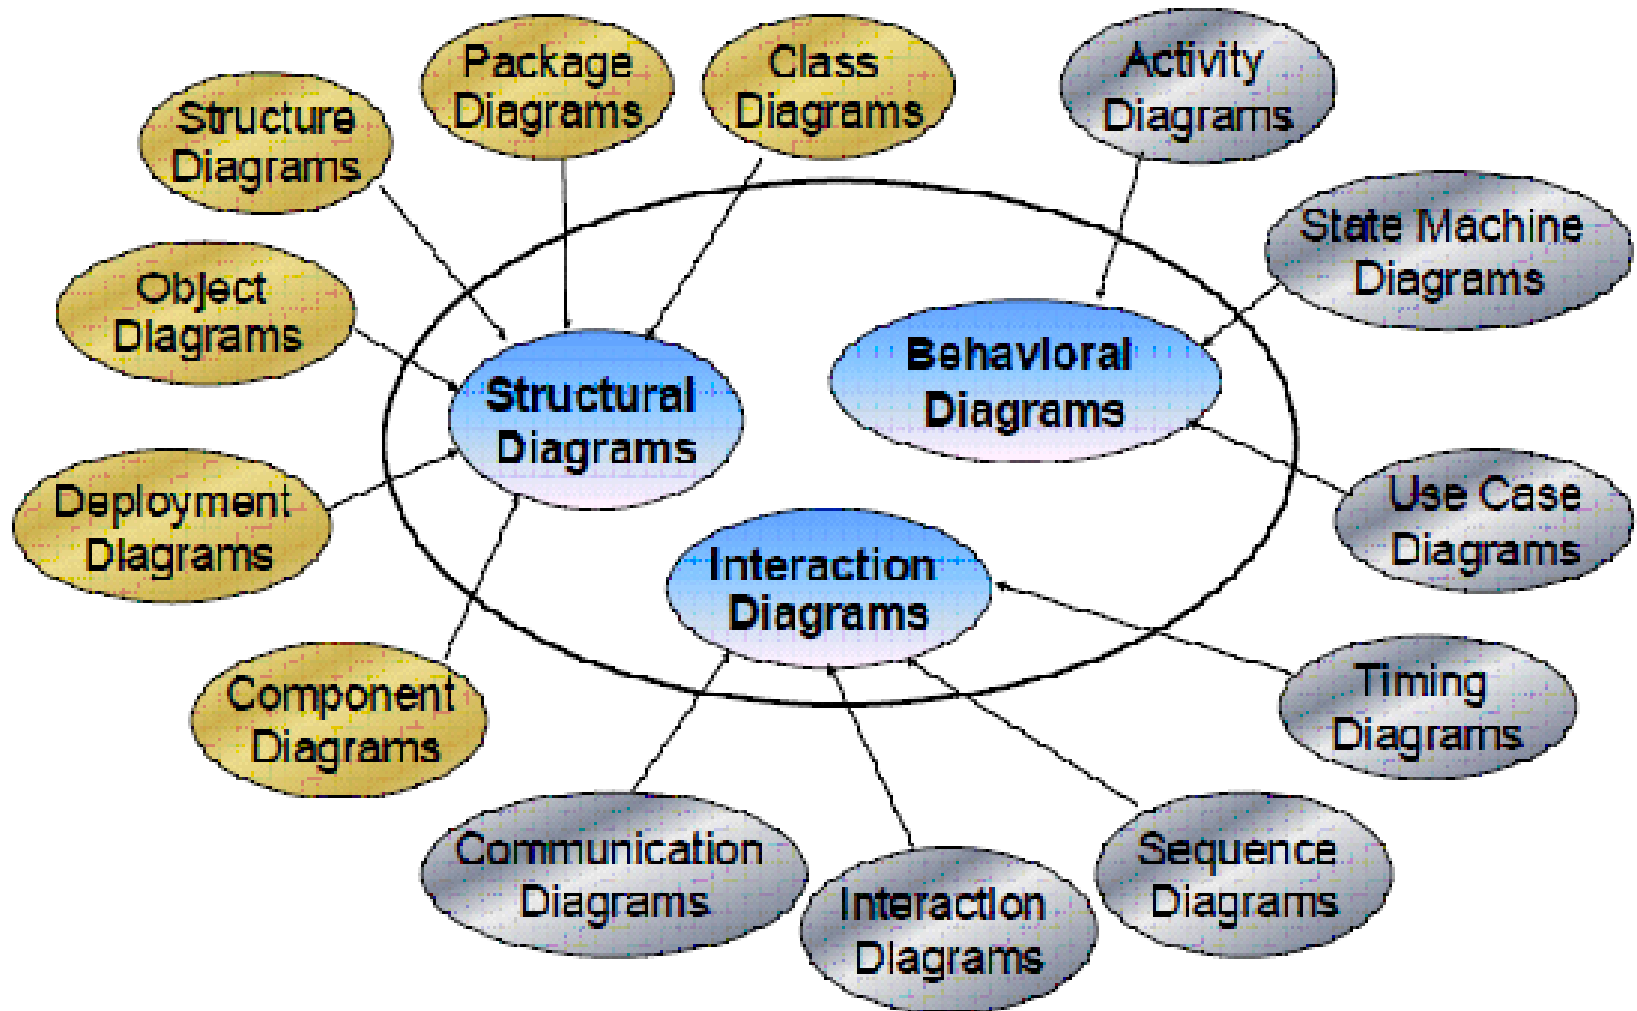 Package
Diagrams
Class
Diagrams
Activity
Diagrams
Structure
Diagrams
State Machine
Diagrams
Object
Diagrams
Behavioral
Diagrams
Structural
Diagrams
Deployment
Diagrams
Use Case
Diagrams
Interaction
Diagrams
Component
Diagrams
Timing
Diagrams
Communication
Diagrams
Interaction
Diagrams
Sequence
Diagrams